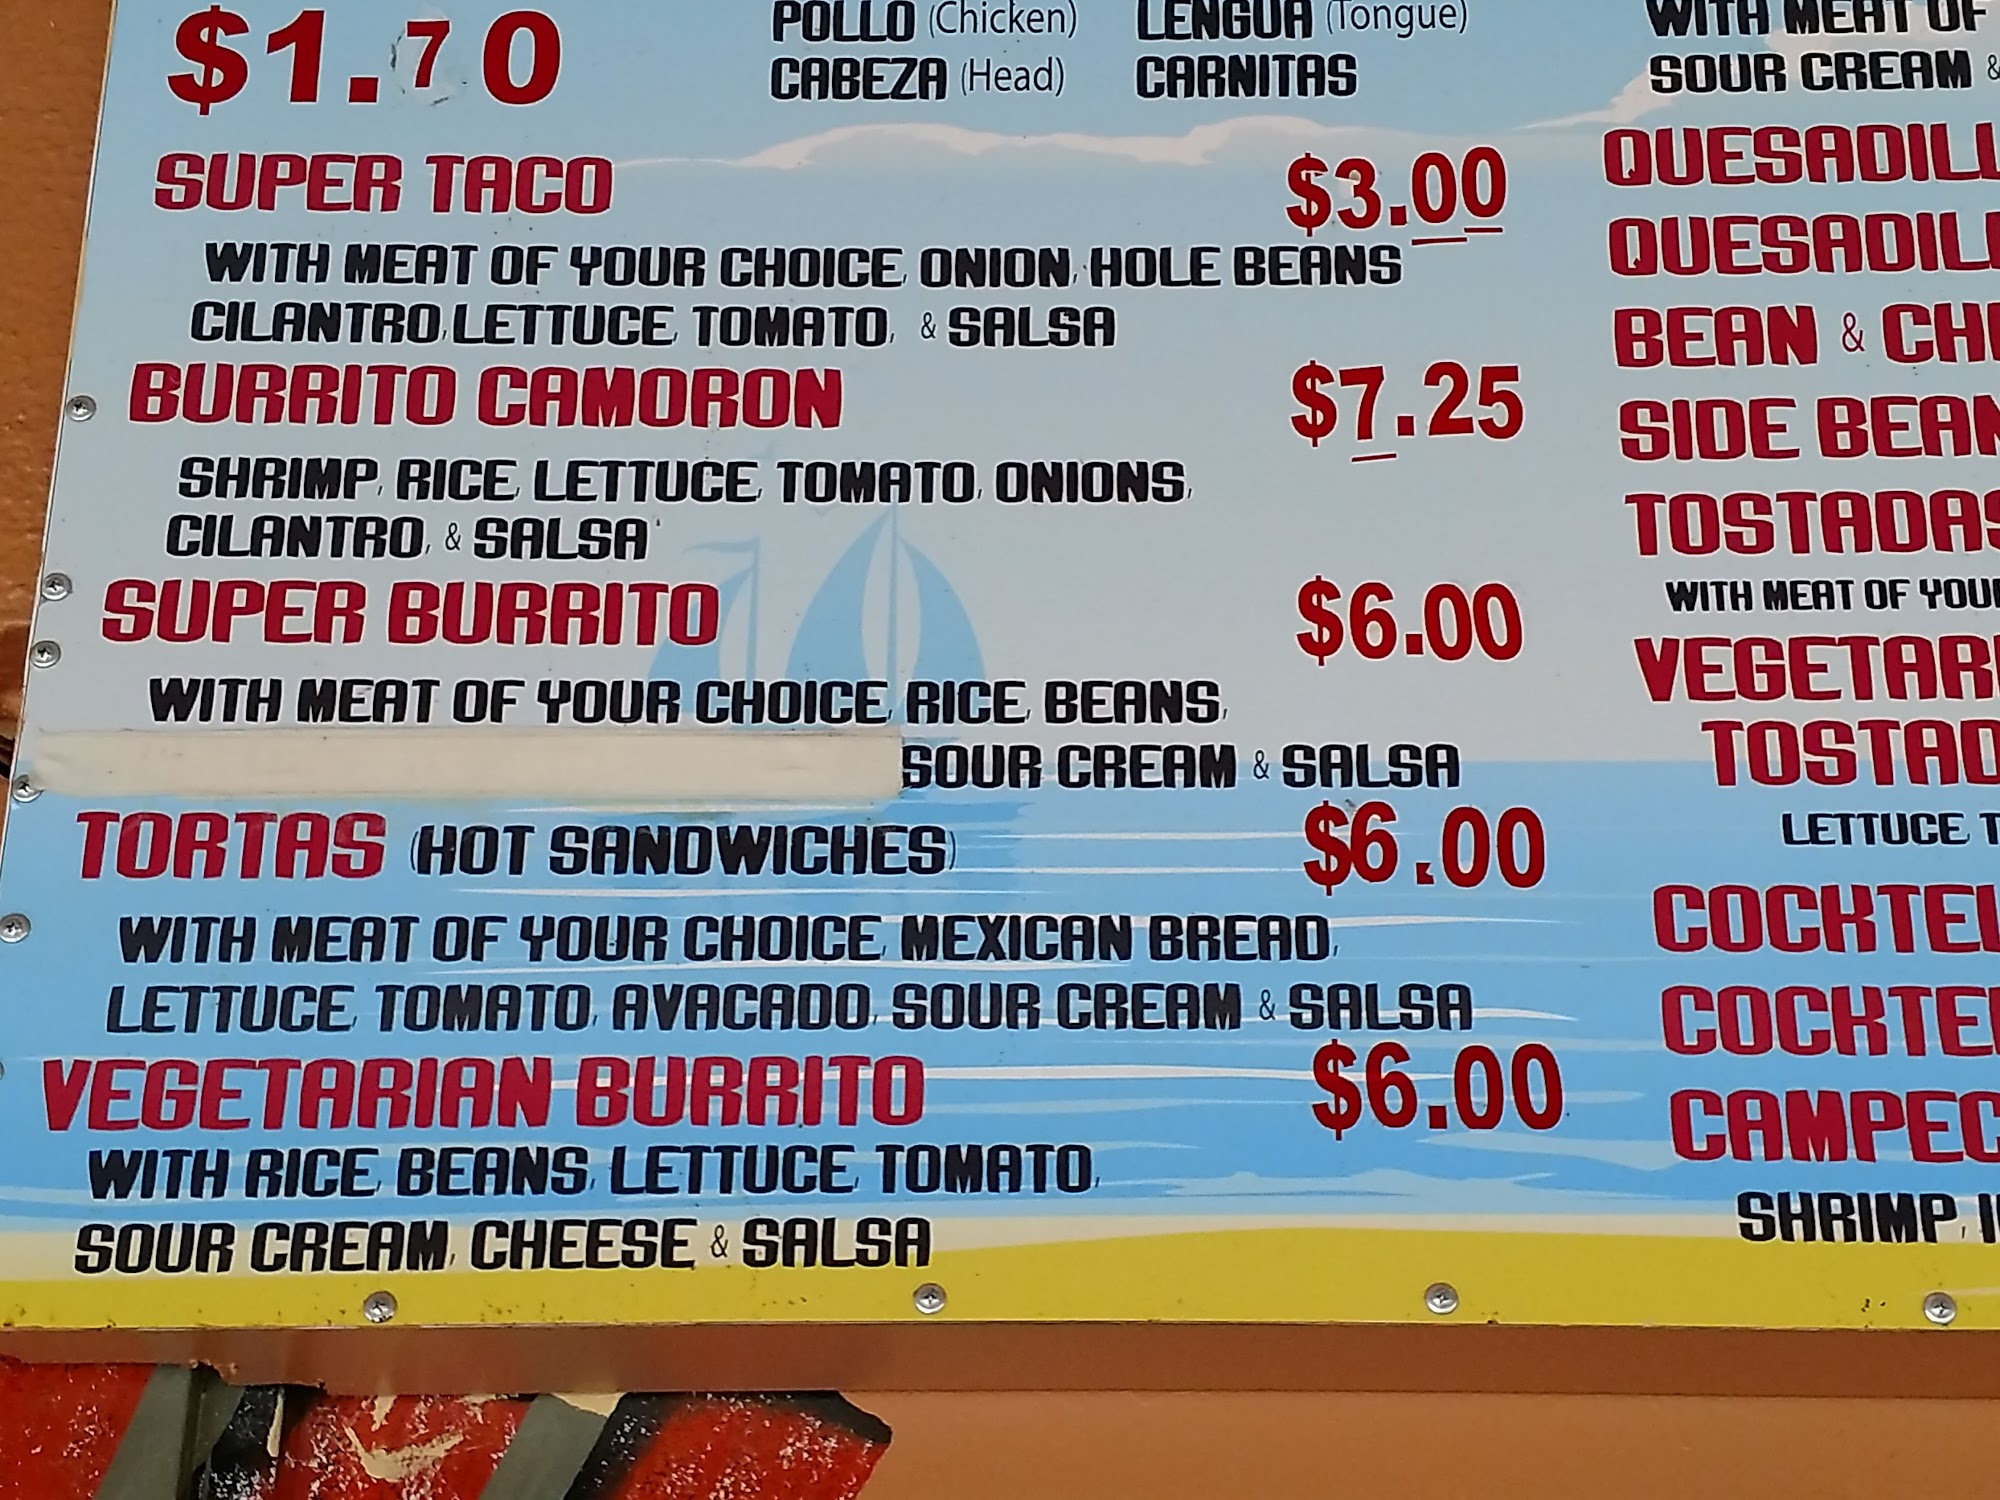 $1.70
POLLO (Chicken) LENGUA (Tongue)
CABEZA (Head) CARNITAS
SUPER TACO $3.00
WITH MEAT OF YOUR CHOICE, ONION, HOLE BEANS
CILANTRO, LETTUCE, TOMATO, & SALSA
BURRITO CAMORON $7.25
SHRIMP, RICE, LETTUCE, TOMATO, ONIONS,
CILANTRO, & SALSA
SUPER BURRITO $6.00
WITH MEAT OF YOUR CHOICE, RICE, BEANS,
SOUR CREAM & SALSA
TORTAS (HOT SANDWICHES) $6.00
WITH MEAT OF YOUR CHOICE, MEXICAN BREAD,
LETTUCE, TOMATO, AVACADO, SOUR CREAM & SALSA
VEGETARIAN BURRITO $6.00
WITH RICE, BEANS, LETTUCE, TOMATO,
SOUR CREAM, CHEESE & SALSA
WITH MEAT OF
SOUR CREAM &
BEAN &
SIDE
TOSTADAS
WITH MEAT OF
LETTUCE
SHRIMP,